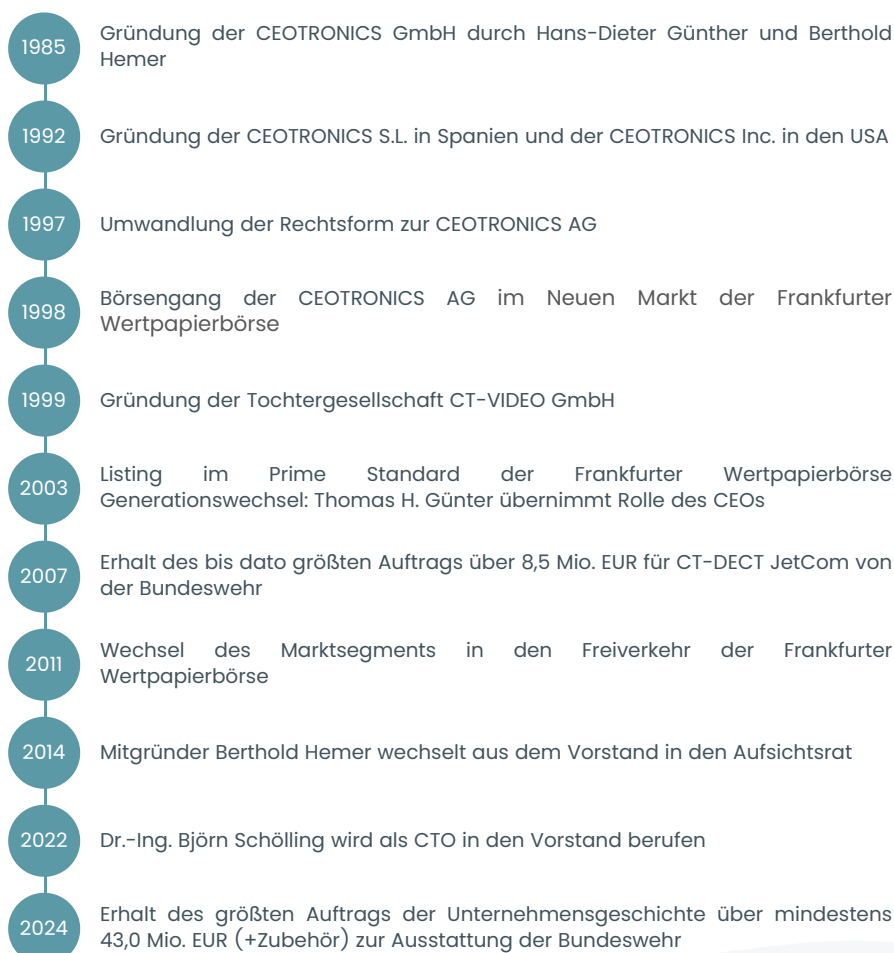 1985
Gründung der CEOTRONICS GmbH durch Hans-Dieter Günther und Berthold
Hemer
1992
Gründung der CEOTRONICS S.L. in Spanien und der CEOTRONICS Inc. in den USA
1997
Umwandlung der Rechtsform zur CEOTRONICS AG
1998
Börsengang der CEOTRONICS AG im Neuen Markt der Frankfurter
Wertpapierbörse
1999
Gründung der Tochtergesellschaft CT-VIDEO GmbH
2003
Listing im Prime Standard der Frankfurter Wertpapierbörse
Generationswechsel: Thomas H. Günter übernimmt Rolle des CEOs
2007
Erhalt des bis dato größten Auftrags über 8,5 Mio. EUR für CT-DECT JetCom von
der Bundeswehr
2011
Wechsel des Marktsegments in den Freiverkehr der Frankfurter
Wertpapierbörse
2014
Mitgründer Berthold Hemer wechselt aus dem Vorstand in den Aufsichtsrat
2022
Dr.-Ing. Björn Schölling wird als CTO in den Vorstand berufen
2024
Erhalt des größten Auftrags der Unternehmensgeschichte über mindestens
43,0 Mio. EUR (+Zubehör) zur Ausstattung der Bundeswehr